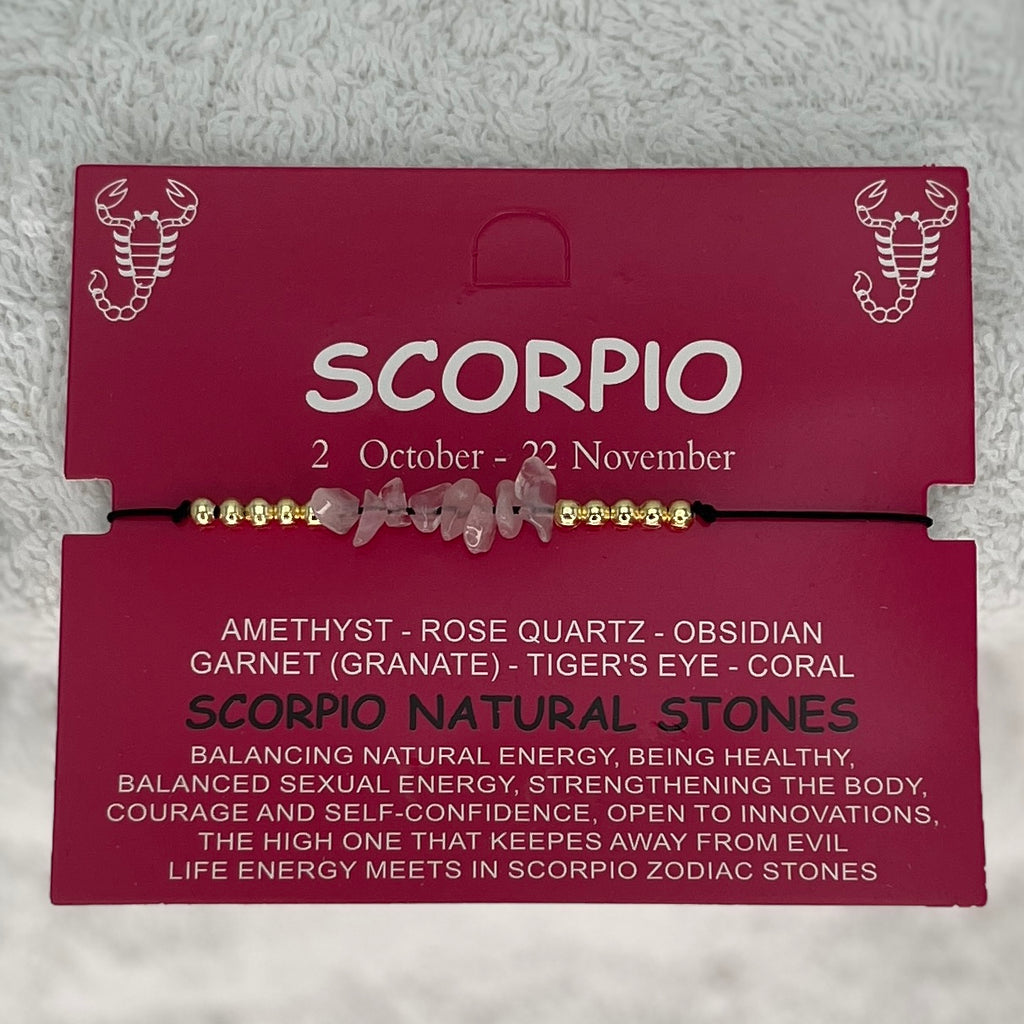 SCORPIO
2 October - 22 November
AMETHYST - ROSE QUARTZ - OBSIDIAN
GARNET (GRANATE) - TIGER'S EYE - CORAL
SCORPIO NATURAL STONES
BALANCING NATURAL ENERGY, BEING HEALTHY,
BALANCED SEXUAL ENERGY, STRENGTHENING THE BODY,
COURAGE AND SELF-CONFIDENCE, OPEN TO INNOVATIONS,
THE HIGH ONE THAT KEEPES AWAY FROM EVIL
LIFE ENERGY MEETS IN SCORPIO ZODIAC STONES